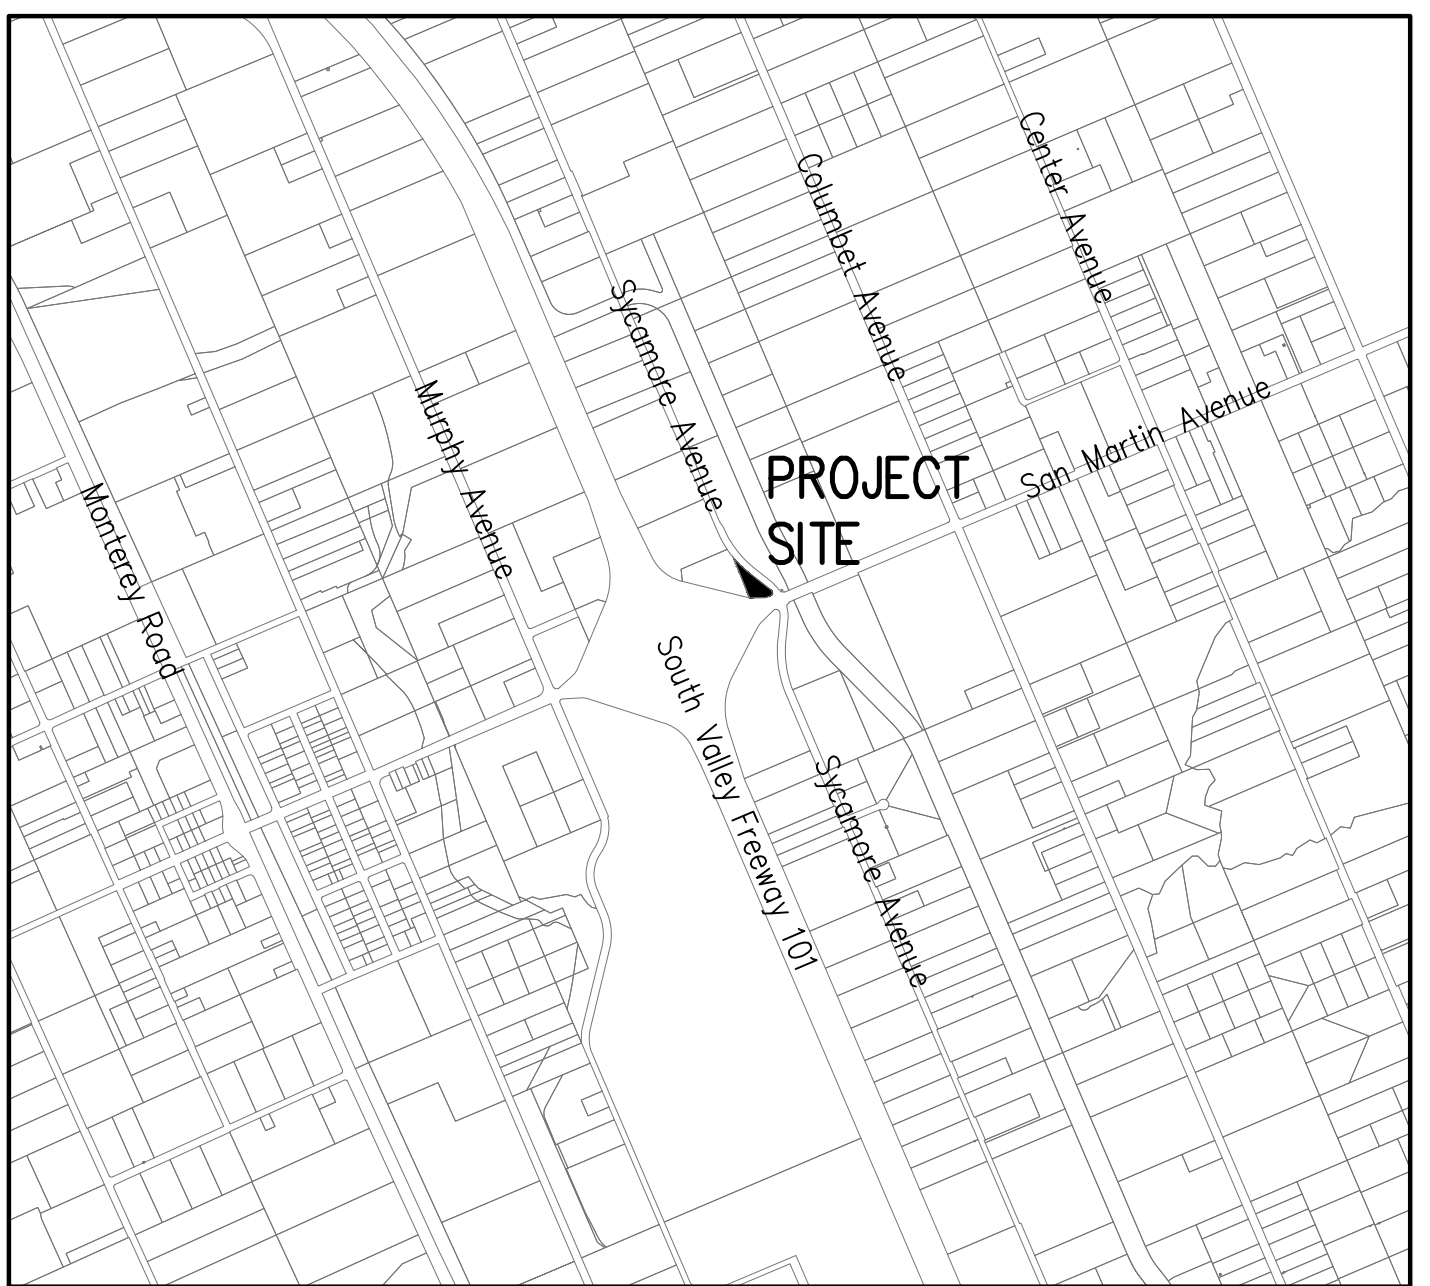 Center Avenue
Columbet Avenue
Sycamore Avenue
Murphy Avenue
San Martin Avenue
PROJECT
SITE
Monterey Road
South Valley Freeway 101
Sycamore Avenue